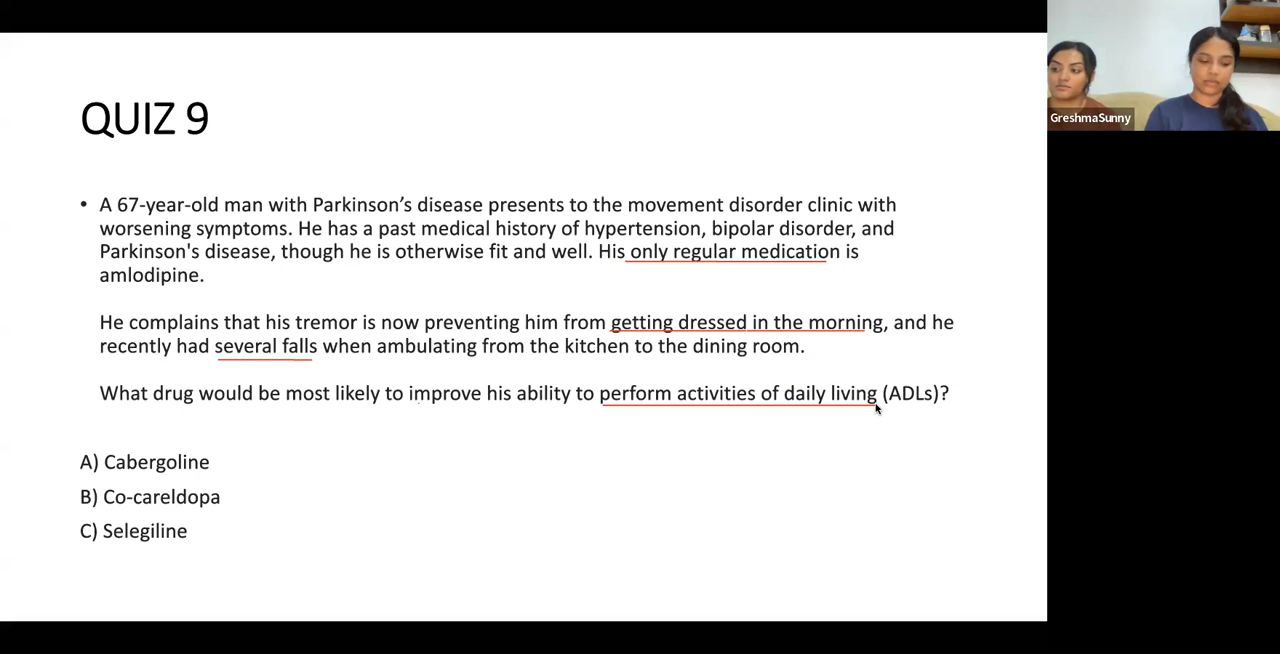 QUIZ 9
GreshmaSunny
• A 67-year-old man with Parkinson’s disease presents to the movement disorder clinic with
worsening symptoms. He has a past medical history of hypertension, bipolar disorder, and
Parkinson's disease, though he is otherwise fit and well. His only regular medication is
amlodipine.
He complains that his tremor is now preventing him from getting dressed in the morning, and he
recently had several falls when ambulating from the kitchen to the dining room.
What drug would be most likely to improve his ability to perform activities of daily living (ADLs)?
A) Cabergoline
B) Co-careldopa
C) Selegiline